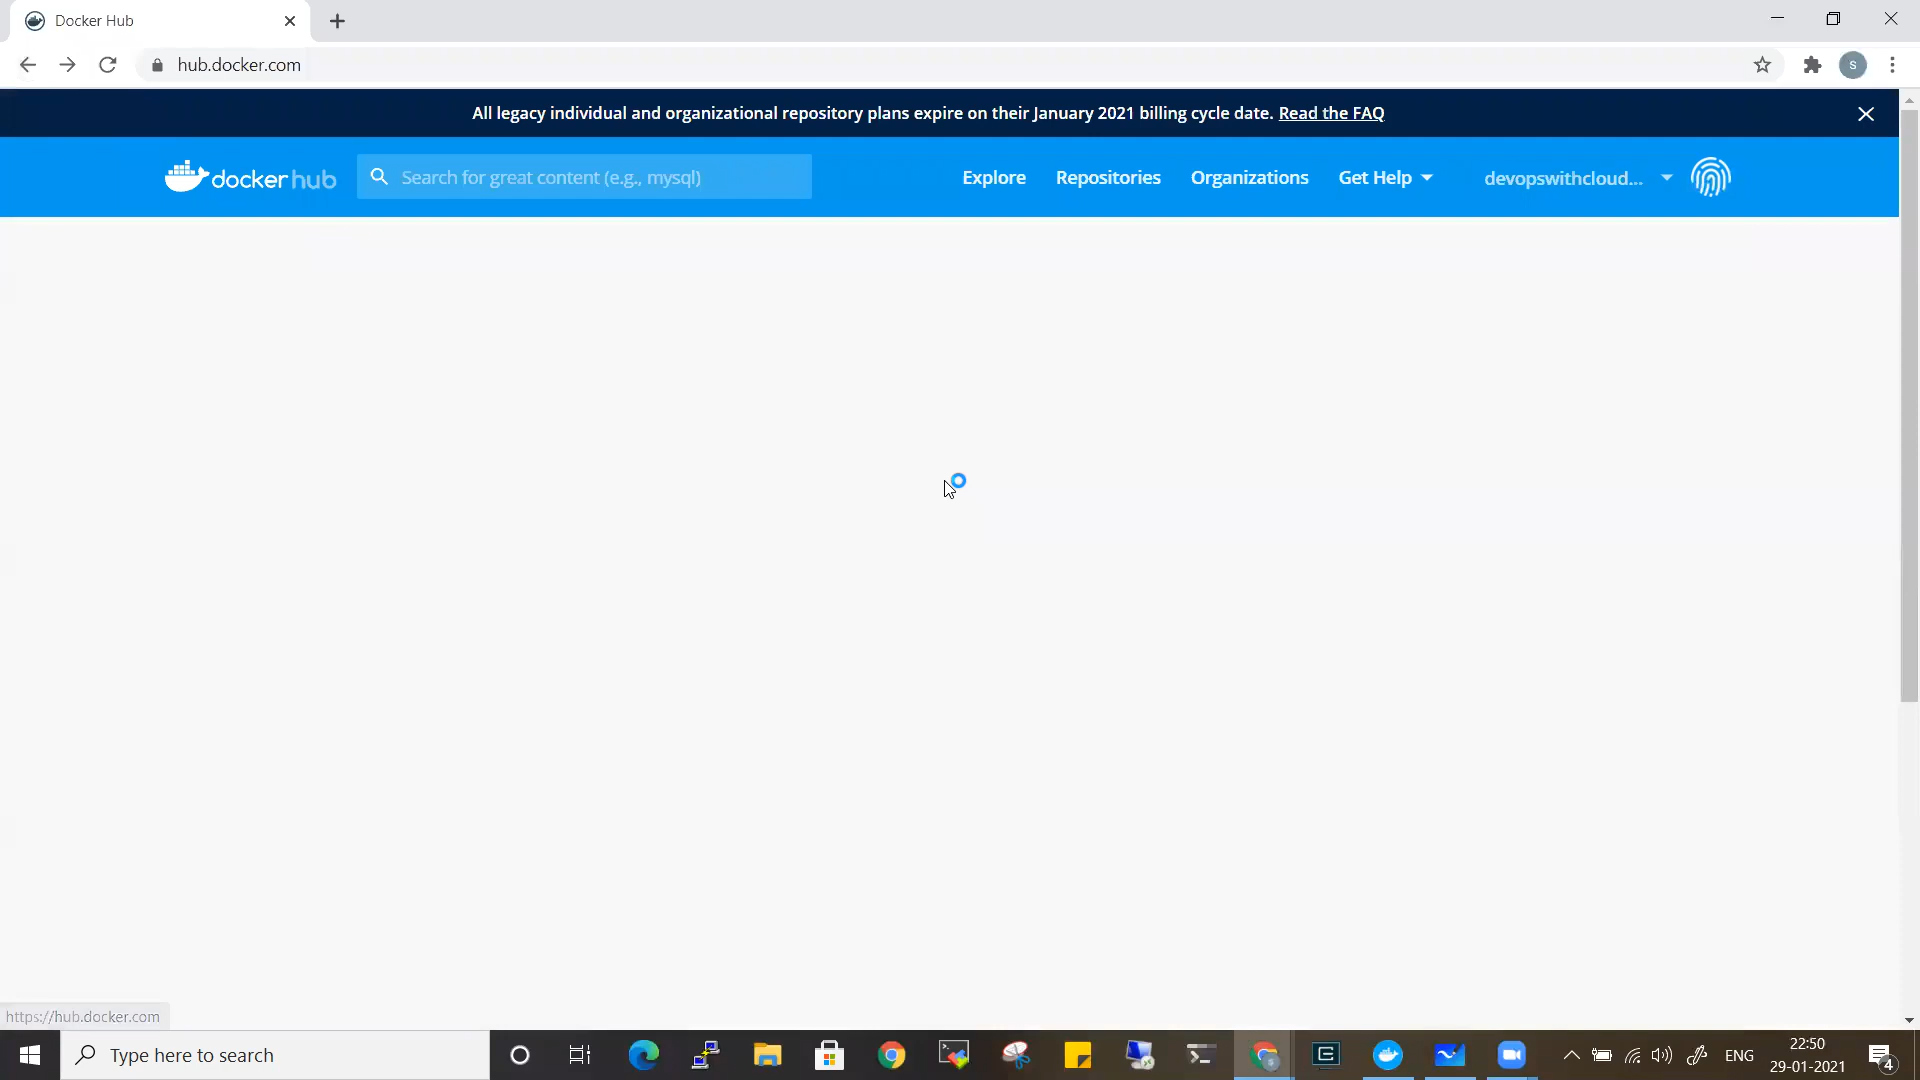 Docker Hub
hub.docker.com
S
All legacy individual and organizational repository plans expire on their January 2021 billing cycle date. Read the FAQ
docker hub
Search for great content (e.g., mysql)
Explore
Repositories
Organizations
Get Help
devopswithcloud...
https://hub.docker.com
Type here to search
ENG
22:50
29-01-2021
4